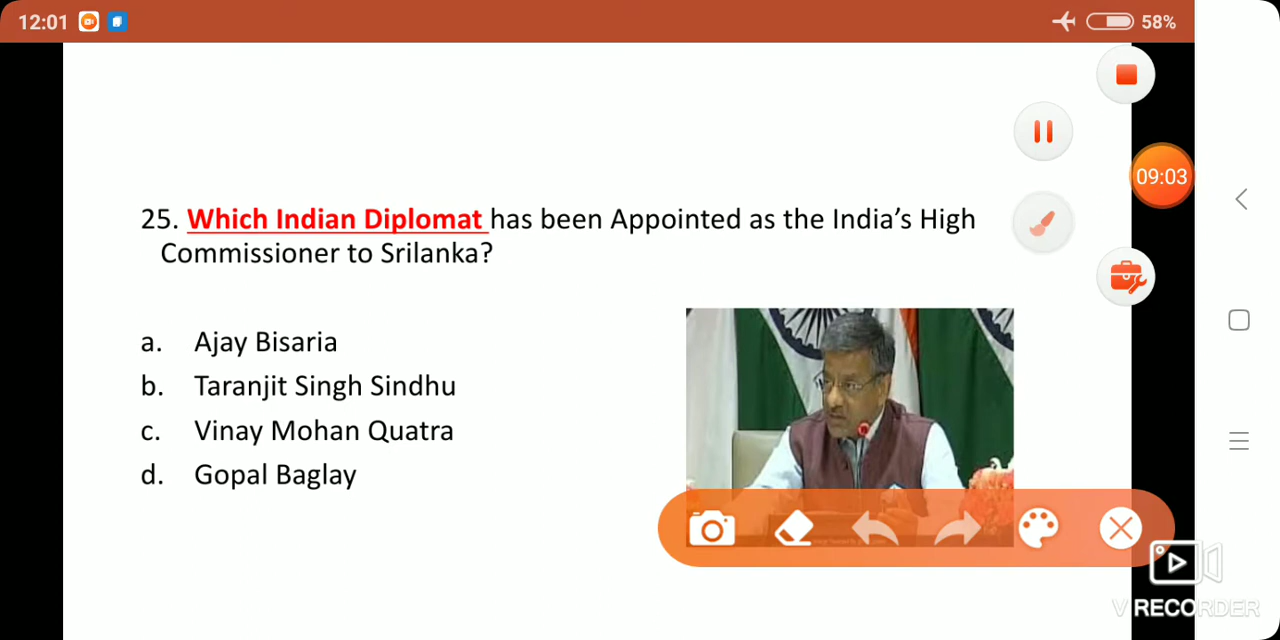 12:01
58%
09:03
25. Which Indian Diplomat has been Appointed as the India’s High
Commissioner to Srilanka?
a. Ajay Bisaria
b. Taranjit Singh Sindhu
c. Vinay Mohan Quatra
d. Gopal Baglay
V RECORDER